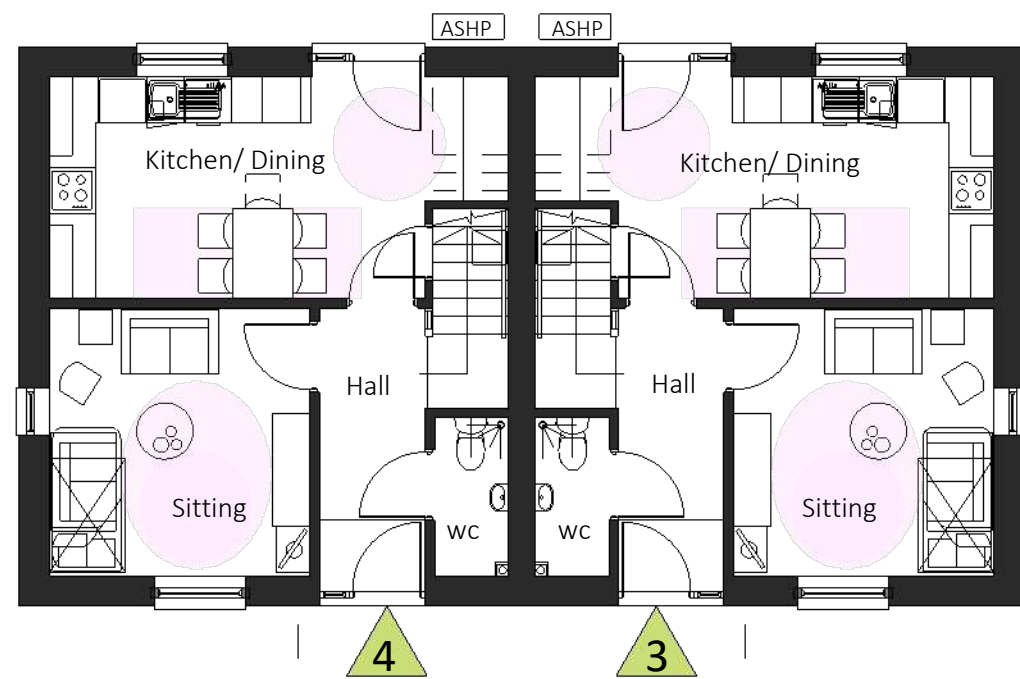 ASHP ASHP
Kitchen/ Dining Kitchen/ Dining
Hall Hall
Sitting Sitting
WC WC
4 3